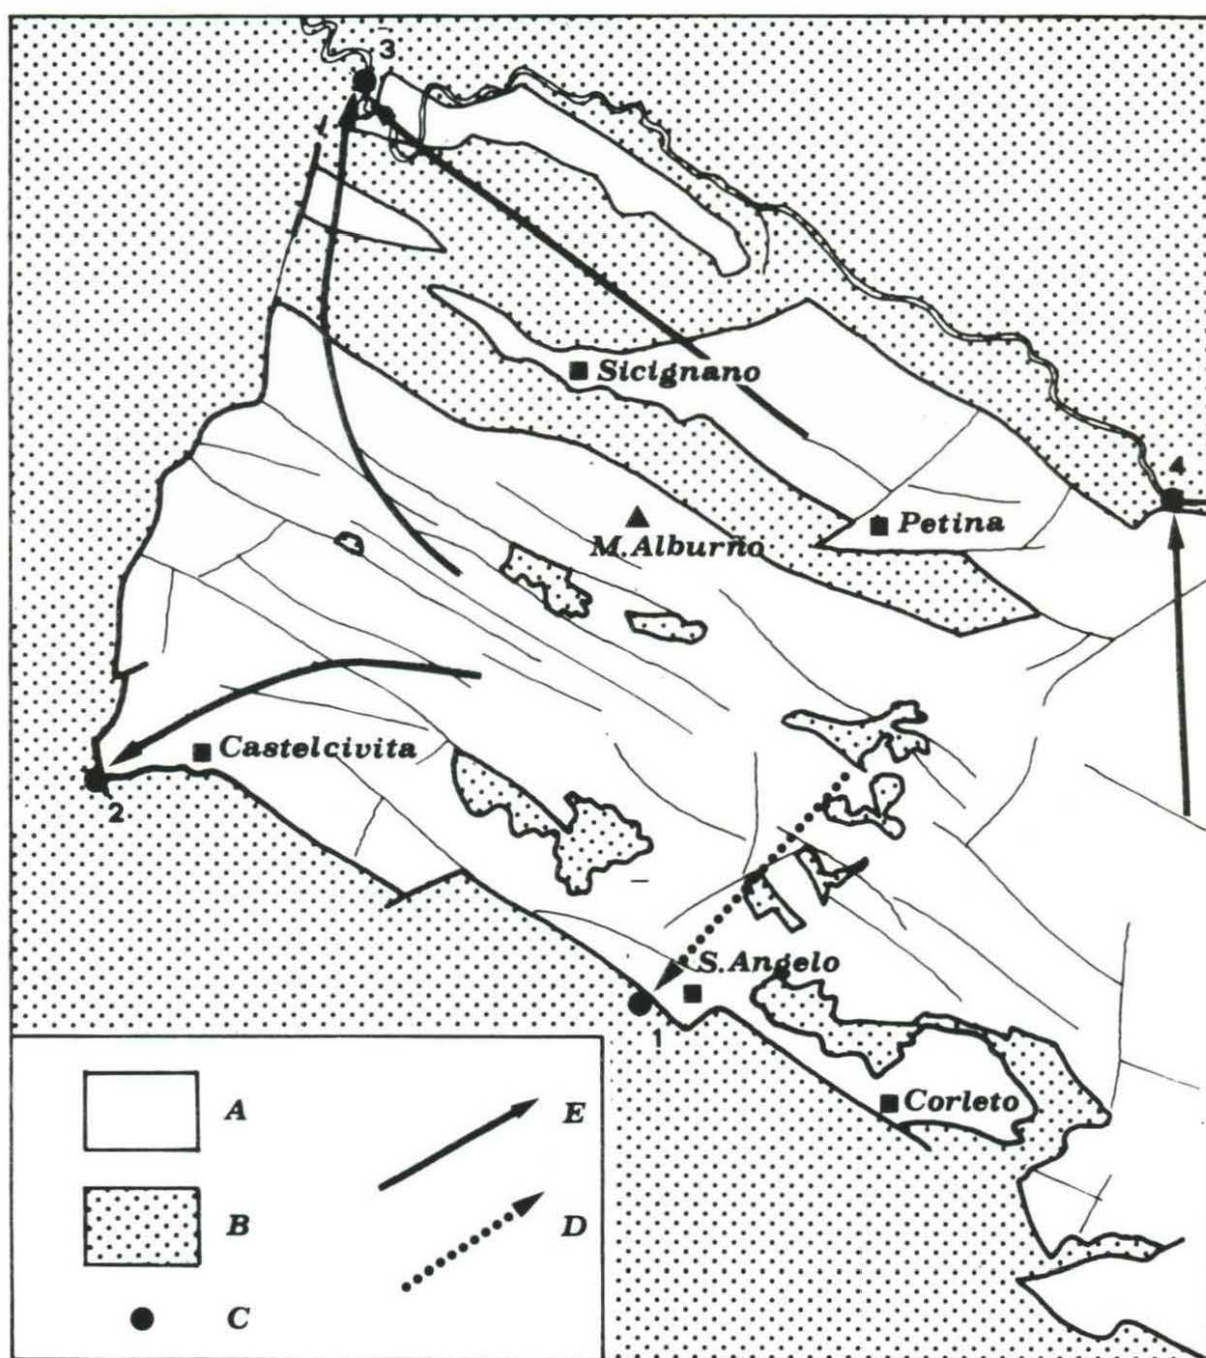 3
Sicignano
4
Petina
M. Alburno
Castelcivita
2
S. Angelo
1
Corleto
A
E
B
D
C